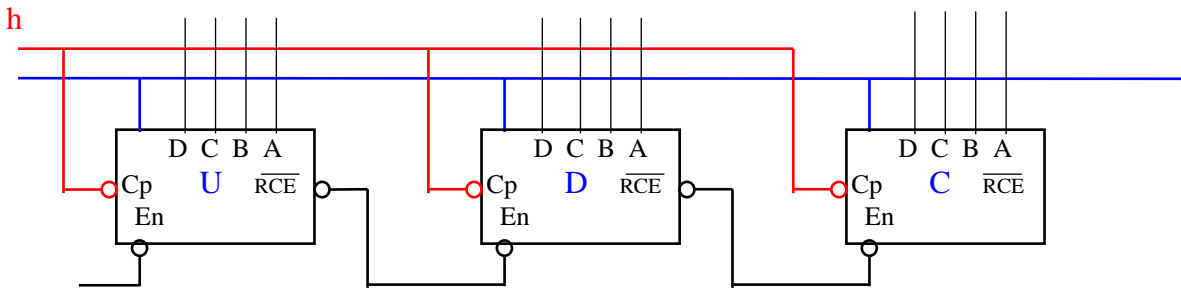 h
D C B A D C B A D C B A
Cp U RCE Cp D RCE Cp C RCE
En En En